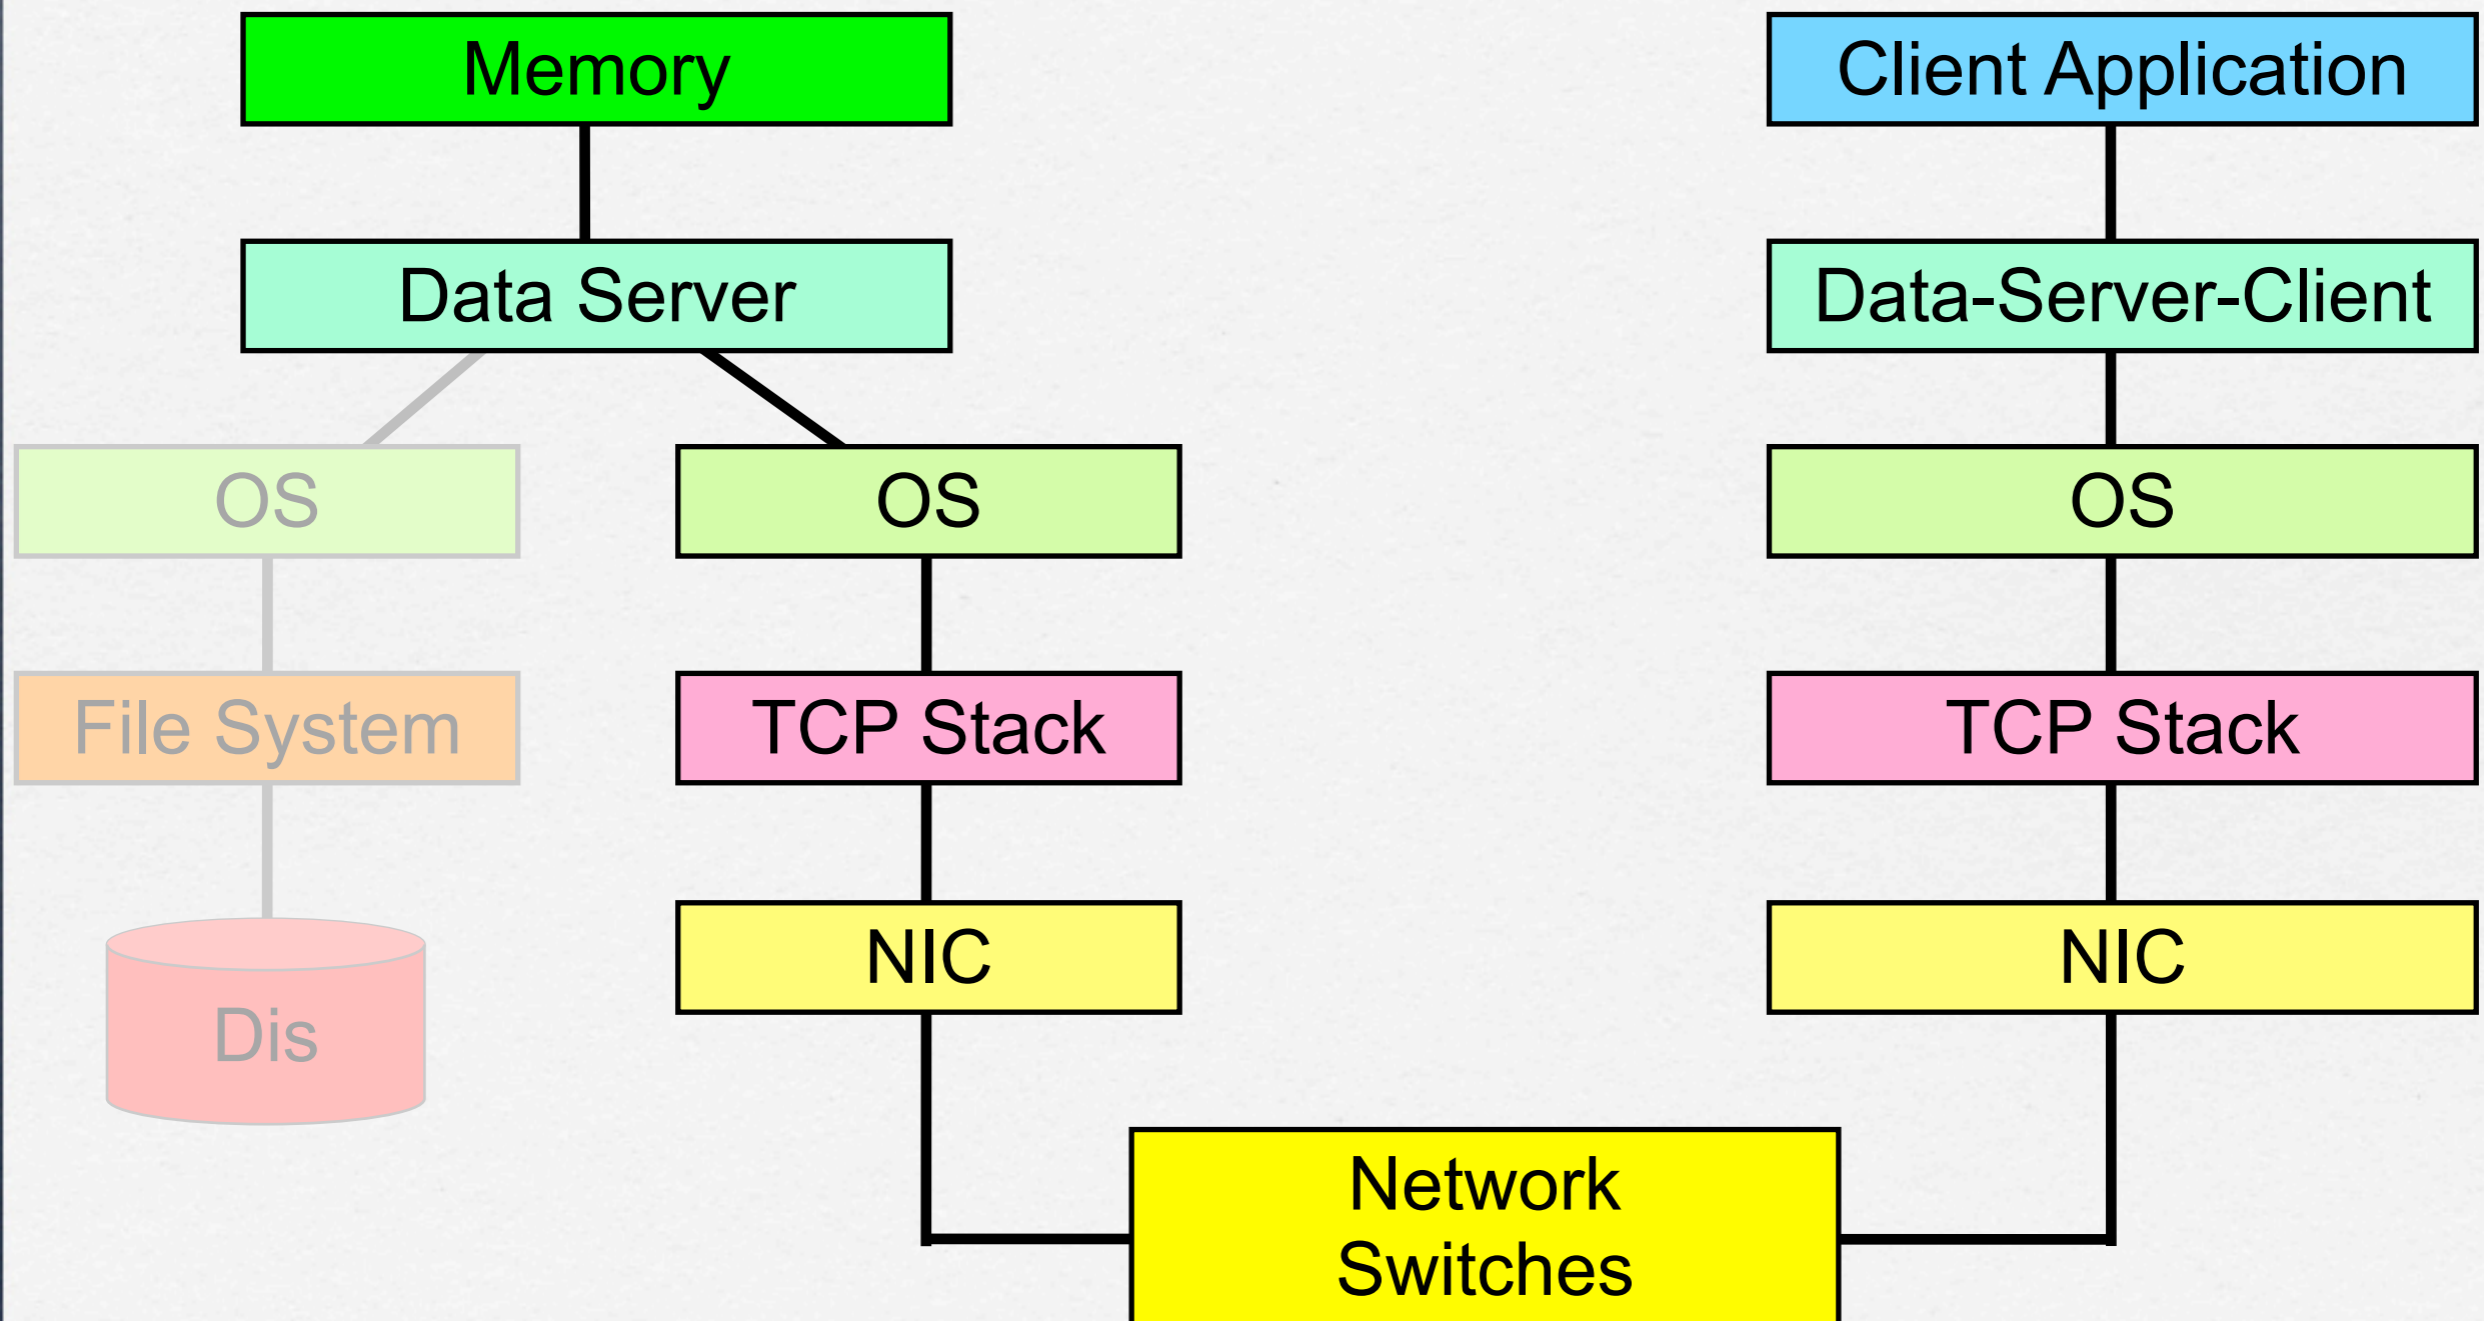 Memory
Client Application
Data Server
Data-Server-Client
OS
OS
OS
File System
TCP Stack
TCP Stack
NIC
NIC
Dis
Network
Switches